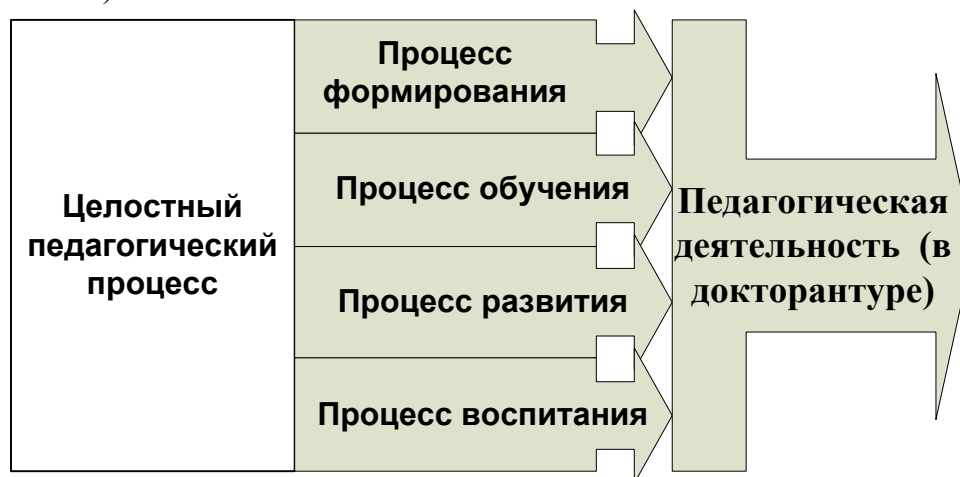 Целостный
педагогический
процесс
Процесс
формирования
Процесс обучения
Процесс развития
Процесс воспитания
Педагогическая
деятельность (в
докторантуре)